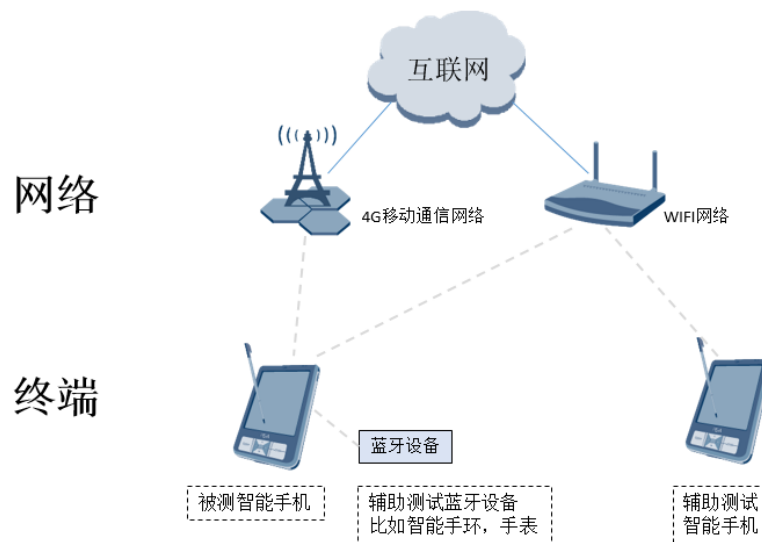 互联网
网络
4G移动通信网络
WIFI网络
终端
蓝牙设备
被测智能手机
辅助测试蓝牙设备
比如智能手环，手表
辅助测试
智能手机